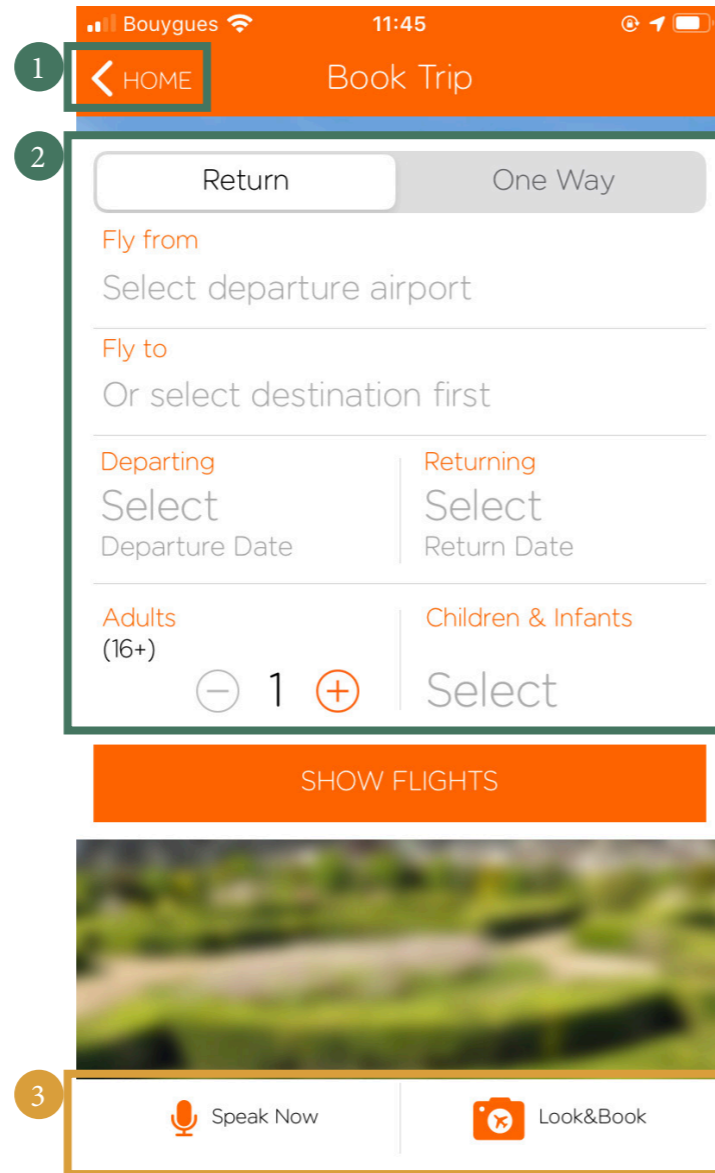 Bouygues 11:45
1
HOME Book Trip
2
Return One Way
Fly from
Select departure airport
Fly to
Or select destination first
Departing Returning
Select Select
Departure Date Return Date
Adults Children & Infants
(16+)
1 Select
SHOW FLIGHTS
3
Speak Now Look&Book